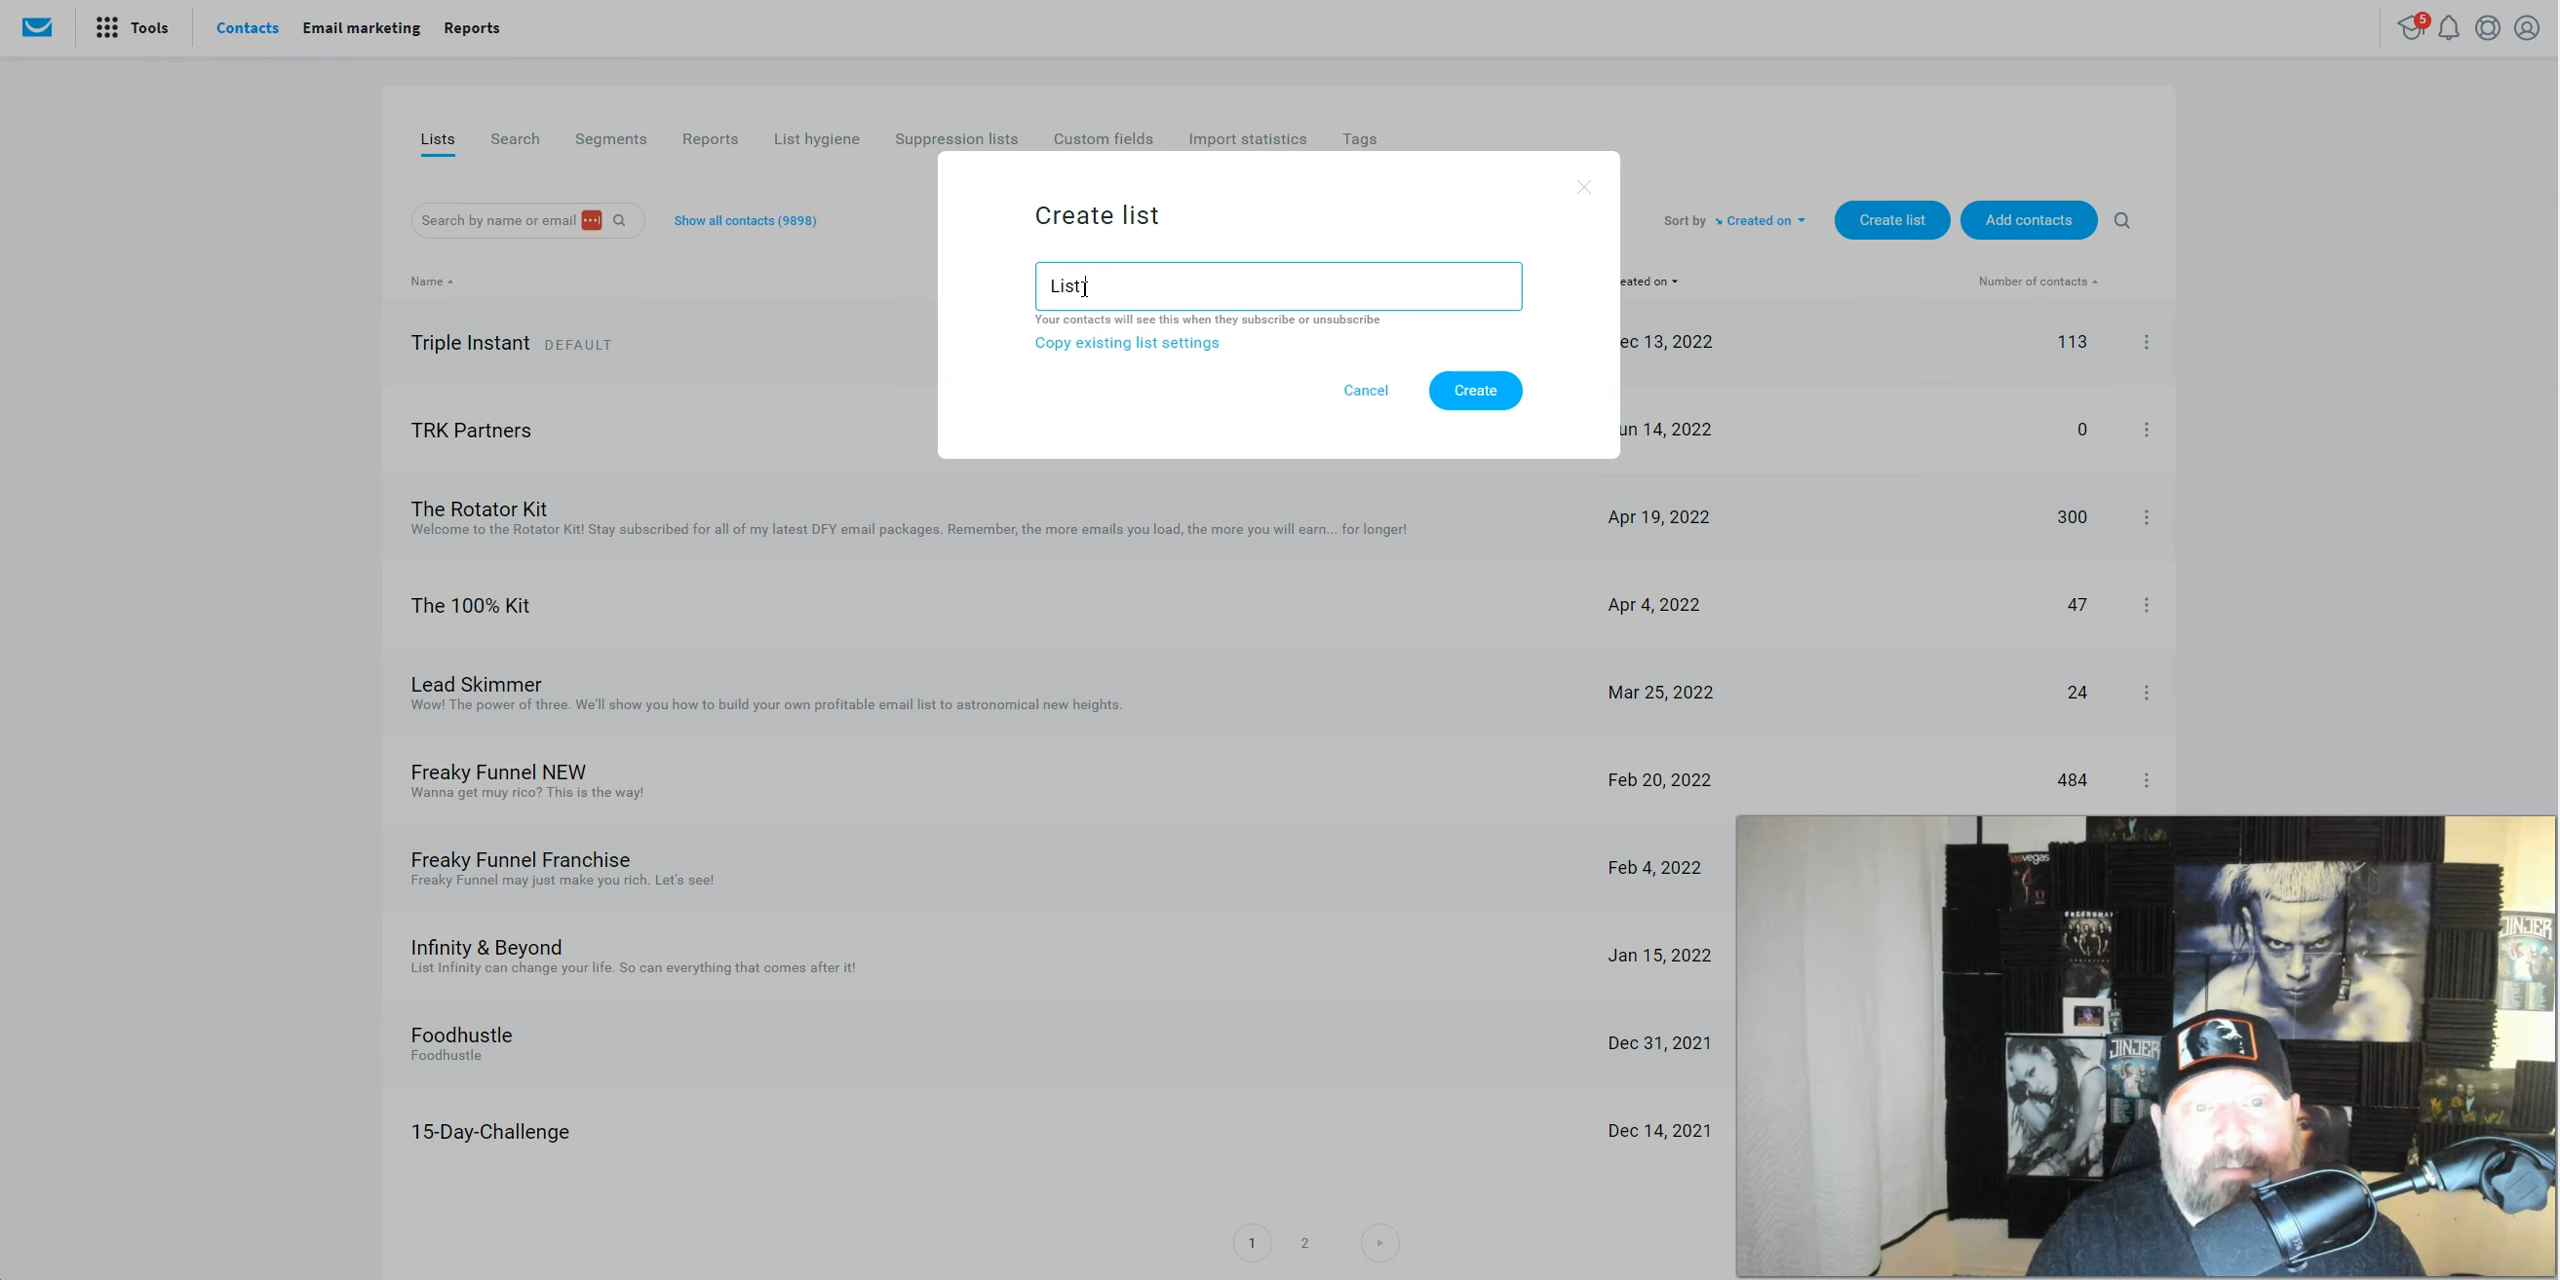 Tools
Contacts
Email marketing
Reports
5
Lists
Search
Segments
Reports
List hygiene
Suppression lists
Custom fields
Import statistics
Tags
Search by name or email
Show all contacts (9898)
Sort by
Created on
Create list
Add contacts
Create list
List
Your contacts will see this when they subscribe or unsubscribe
Copy existing list settings
Cancel
Create
Name
eated on
Number of contacts
Triple Instant DEFAULT
ec 13, 2022
113
TRK Partners
un 14, 2022
0
The Rotator Kit
Welcome to the Rotator Kit! Stay subscribed for all of my latest DFY email packages. Remember, the more emails you load, the more you will earn... for longer!
Apr 19, 2022
300
The 100% Kit
Apr 4, 2022
47
Lead Skimmer
Wow! The power of three. We'll show you how to build your own profitable email list to astronomical new heights.
Mar 25, 2022
24
Freaky Funnel NEW
Wanna get muy rico? This is the way!
Feb 20, 2022
484
Freaky Funnel Franchise
Freaky Funnel may just make you rich. Let's see!
Feb 4, 2022
Infinity & Beyond
List Infinity can change your life. So can everything that comes after it!
Jan 15, 2022
Foodhustle
Foodhustle
Dec 31, 2021
15-Day-Challenge
Dec 14, 2021
1
2
JINJER
JINJER